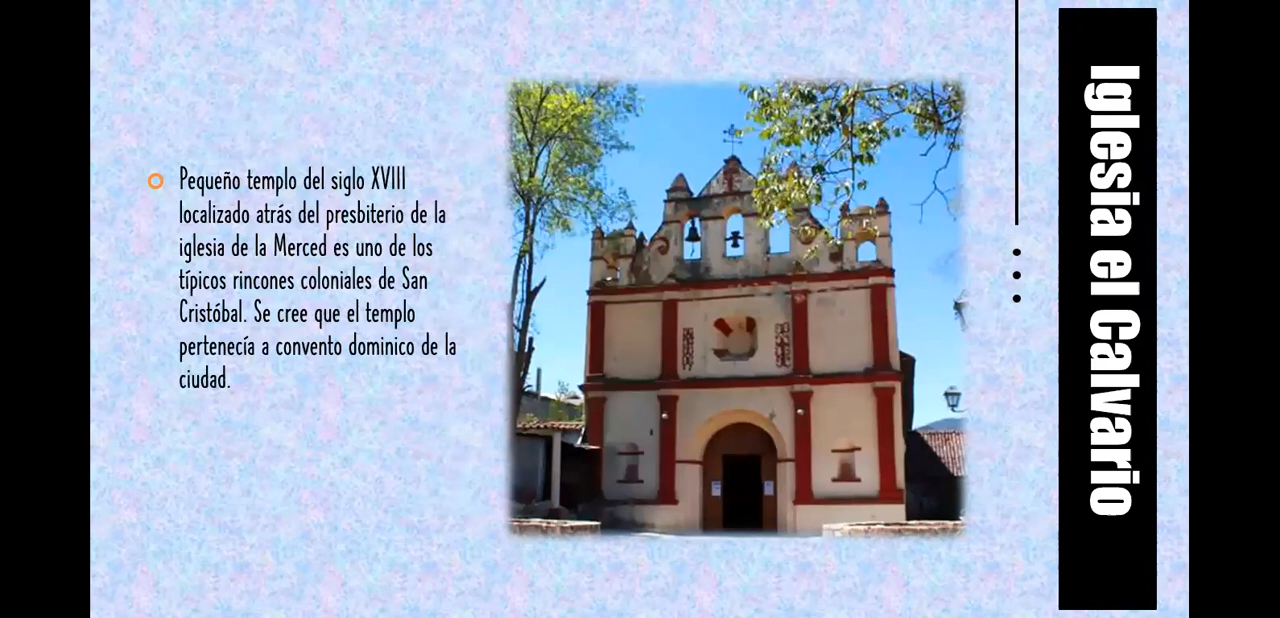 Iglesia el Calvario
Pequeño templo del siglo XVIII
localizado atrás del presbiterio de la
iglesia de la Merced es uno de los
típicos rincones coloniales de San
Cristóbal. Se cree que el templo
pertenecía a convento dominico de la
ciudad.